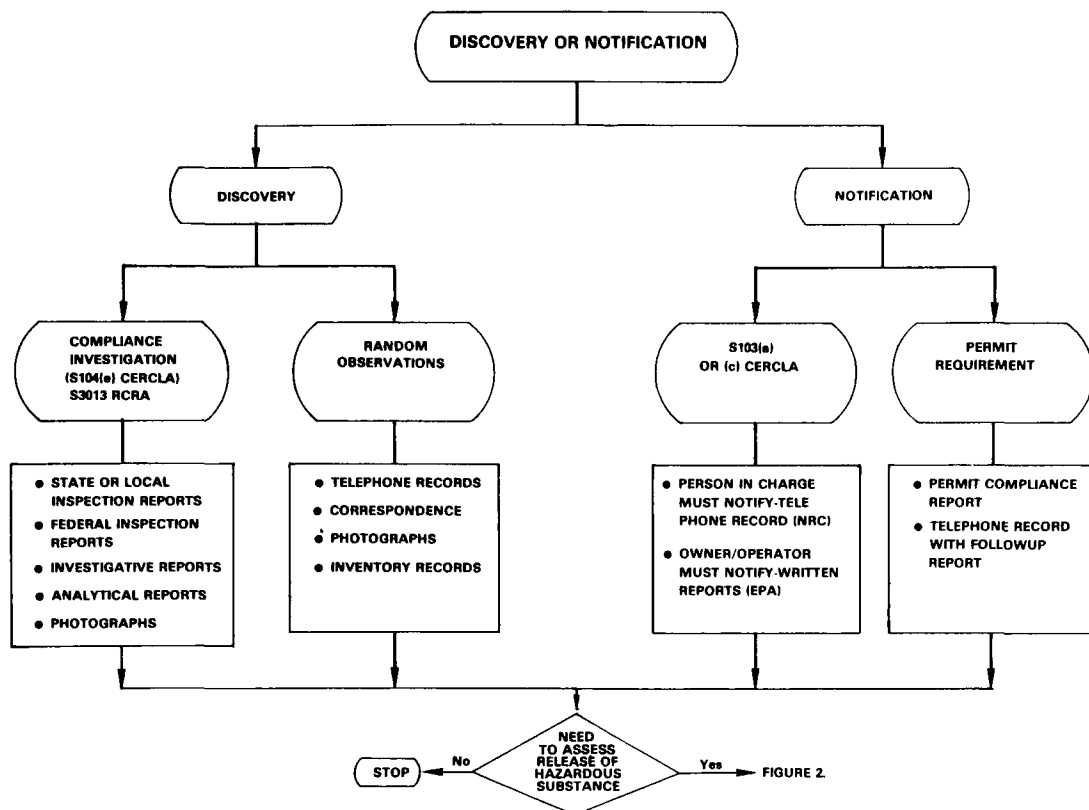 DISCOVERY OR NOTIFICATION
DISCOVERY
NOTIFICATION
COMPLIANCE
INVESTIGATION
(S104(e) CERCLA)
S3013 RCRA
RANDOM
OBSERVATIONS
S103(a)
OR (c) CERCLA
PERMIT
REQUIREMENT
● STATE OR LOCAL
INSPECTION REPORTS
● FEDERAL INSPECTION
REPORTS
● INVESTIGATIVE REPORTS
● ANALYTICAL REPORTS
● PHOTOGRAPHS
● TELEPHONE RECORDS
● CORRESPONDENCE
● PHOTOGRAPHS
● INVENTORY RECORDS
● PERSON IN CHARGE
MUST NOTIFY-TELE
PHONE RECORD (NRC)
● OWNER/OPERATOR
MUST NOTIFY-WRITTEN
REPORTS (EPA)
● PERMIT COMPLIANCE
REPORT
● TELEPHONE RECORD
WITH FOLLOWUP
REPORT
NEED
TO ASSESS
RELEASE OF
HAZARDOUS
SUBSTANCE
No
STOP
Yes
FIGURE 2.